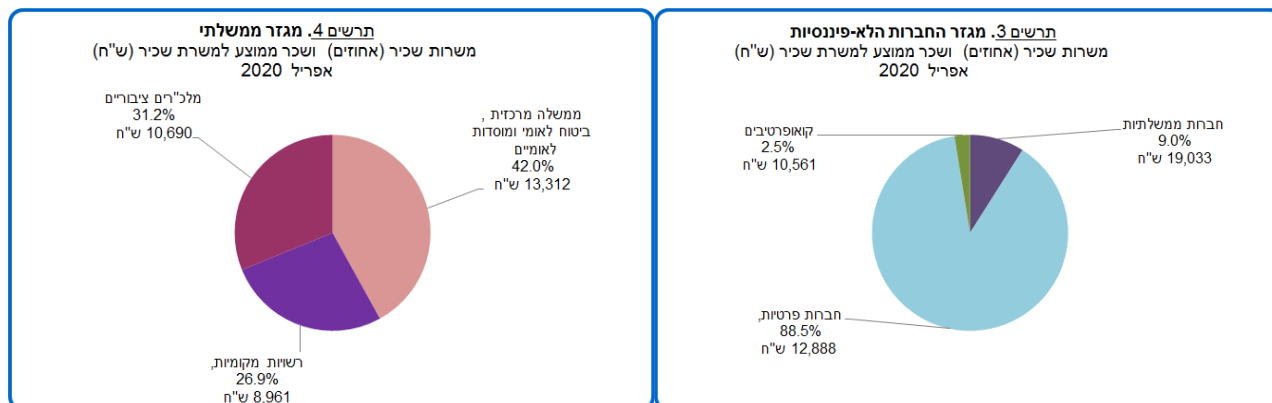 תרשים 3. מגזר החברות הלא-פיננסיות
משרות שכיר (אחוזים) ושכר ממוצע למשרת שכיר (ש"ח)
אפריל 2020
חברות ממשלתיות
9.0%
19,033 ש"ח
קואופרטיבים
2.5%
10,561 ש"ח
חברות פרטיות,
88.5%
12,888 ש"ח
תרשים 4. מגזר ממשלתי
משרות שכיר (אחוזים) ושכר ממוצע למשרת שכיר (ש"ח)
אפריל 2020
ממשלה מרכזית ,
ביטוח לאומי ומוסדות
לאומיים
42.0%
13,312 ש"ח
מלכ"רים ציבוריים
31.2%
10,690 ש"ח
רשויות מקומיות,
26.9%
8,961 ש"ח